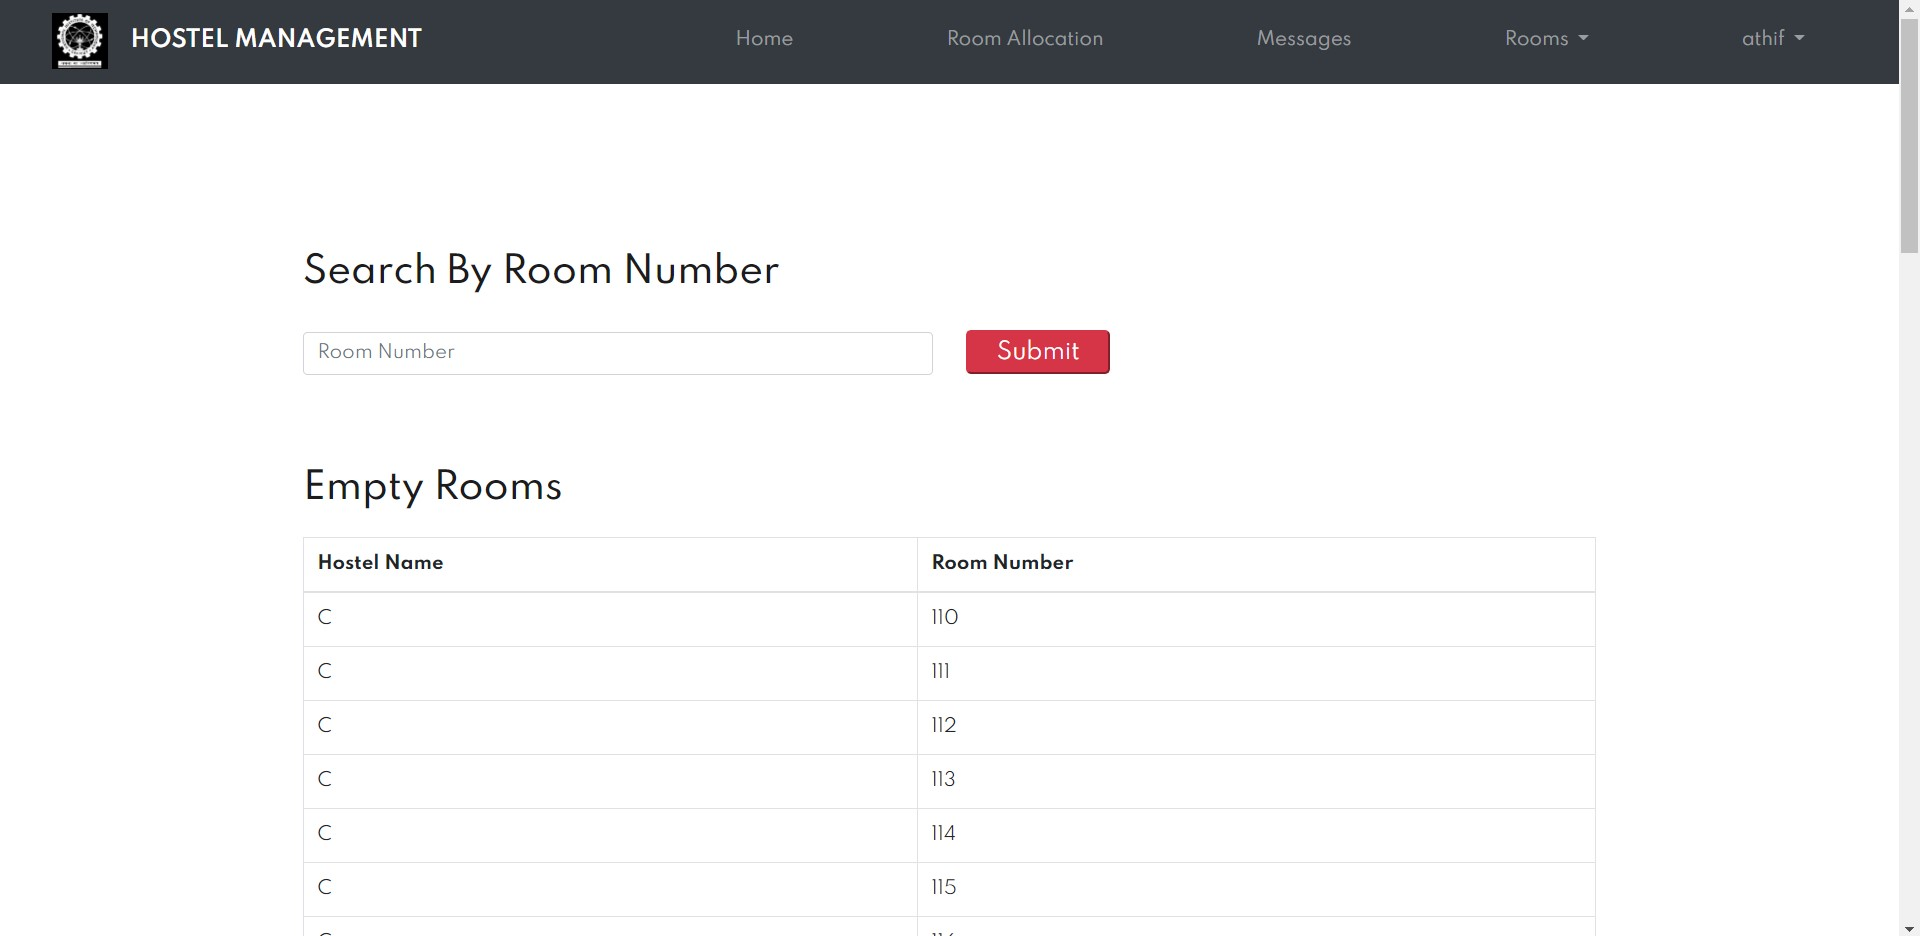 HOSTEL MANAGEMENT Home Room Allocation Messages Rooms athif
Search By Room Number
Room Number Submit
Empty Rooms
Hostel Name Room Number
C 110
C 111
C 112
C 113
C 114
C 115